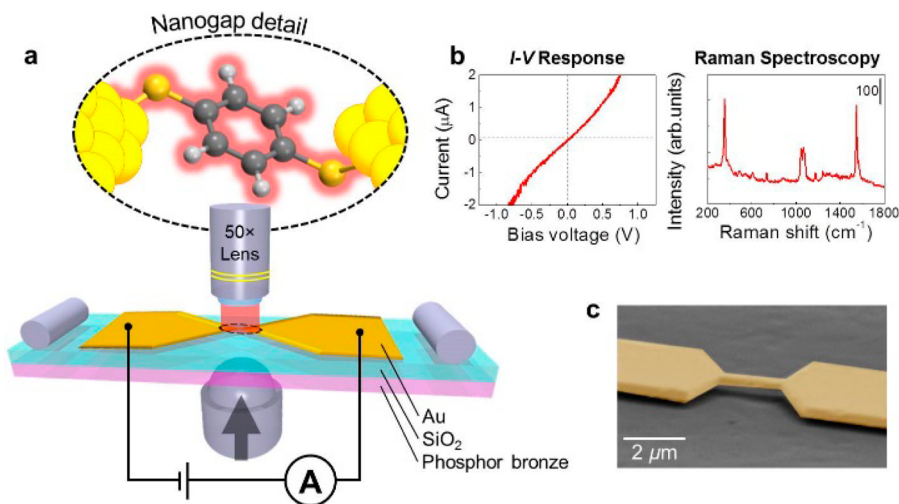 Nanogap detail
a
50×
Lens
Au
SiO₂
Phosphor bronze
A
b
I-V Response
Current (μA)
2
1
0
-1
-2
-1.0
-0.5
0.0
0.5
1.0
Bias voltage (V)
Raman Spectroscopy
100
Intensity (arb.units)
200
600
1000
1400
1800
Raman shift (cm⁻¹)
c
2 μm